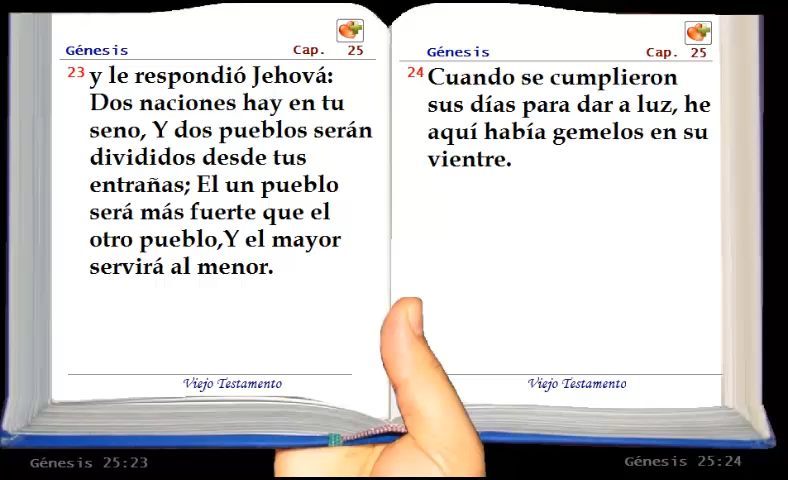 Génesis Cap. 25
23 y le respondió Jehová:
Dos naciones hay en tu
seno, Y dos pueblos serán
divididos desde tus
entrañas; El un pueblo
será más fuerte que el
otro pueblo,Y el mayor
servirá al menor.
Viejo Testamento
Génesis 25:23
Génesis Cap. 25
24 Cuando se cumplieron
sus días para dar a luz, he
aquí había gemelos en su
vientre.
Viejo Testamento
Génesis 25:24